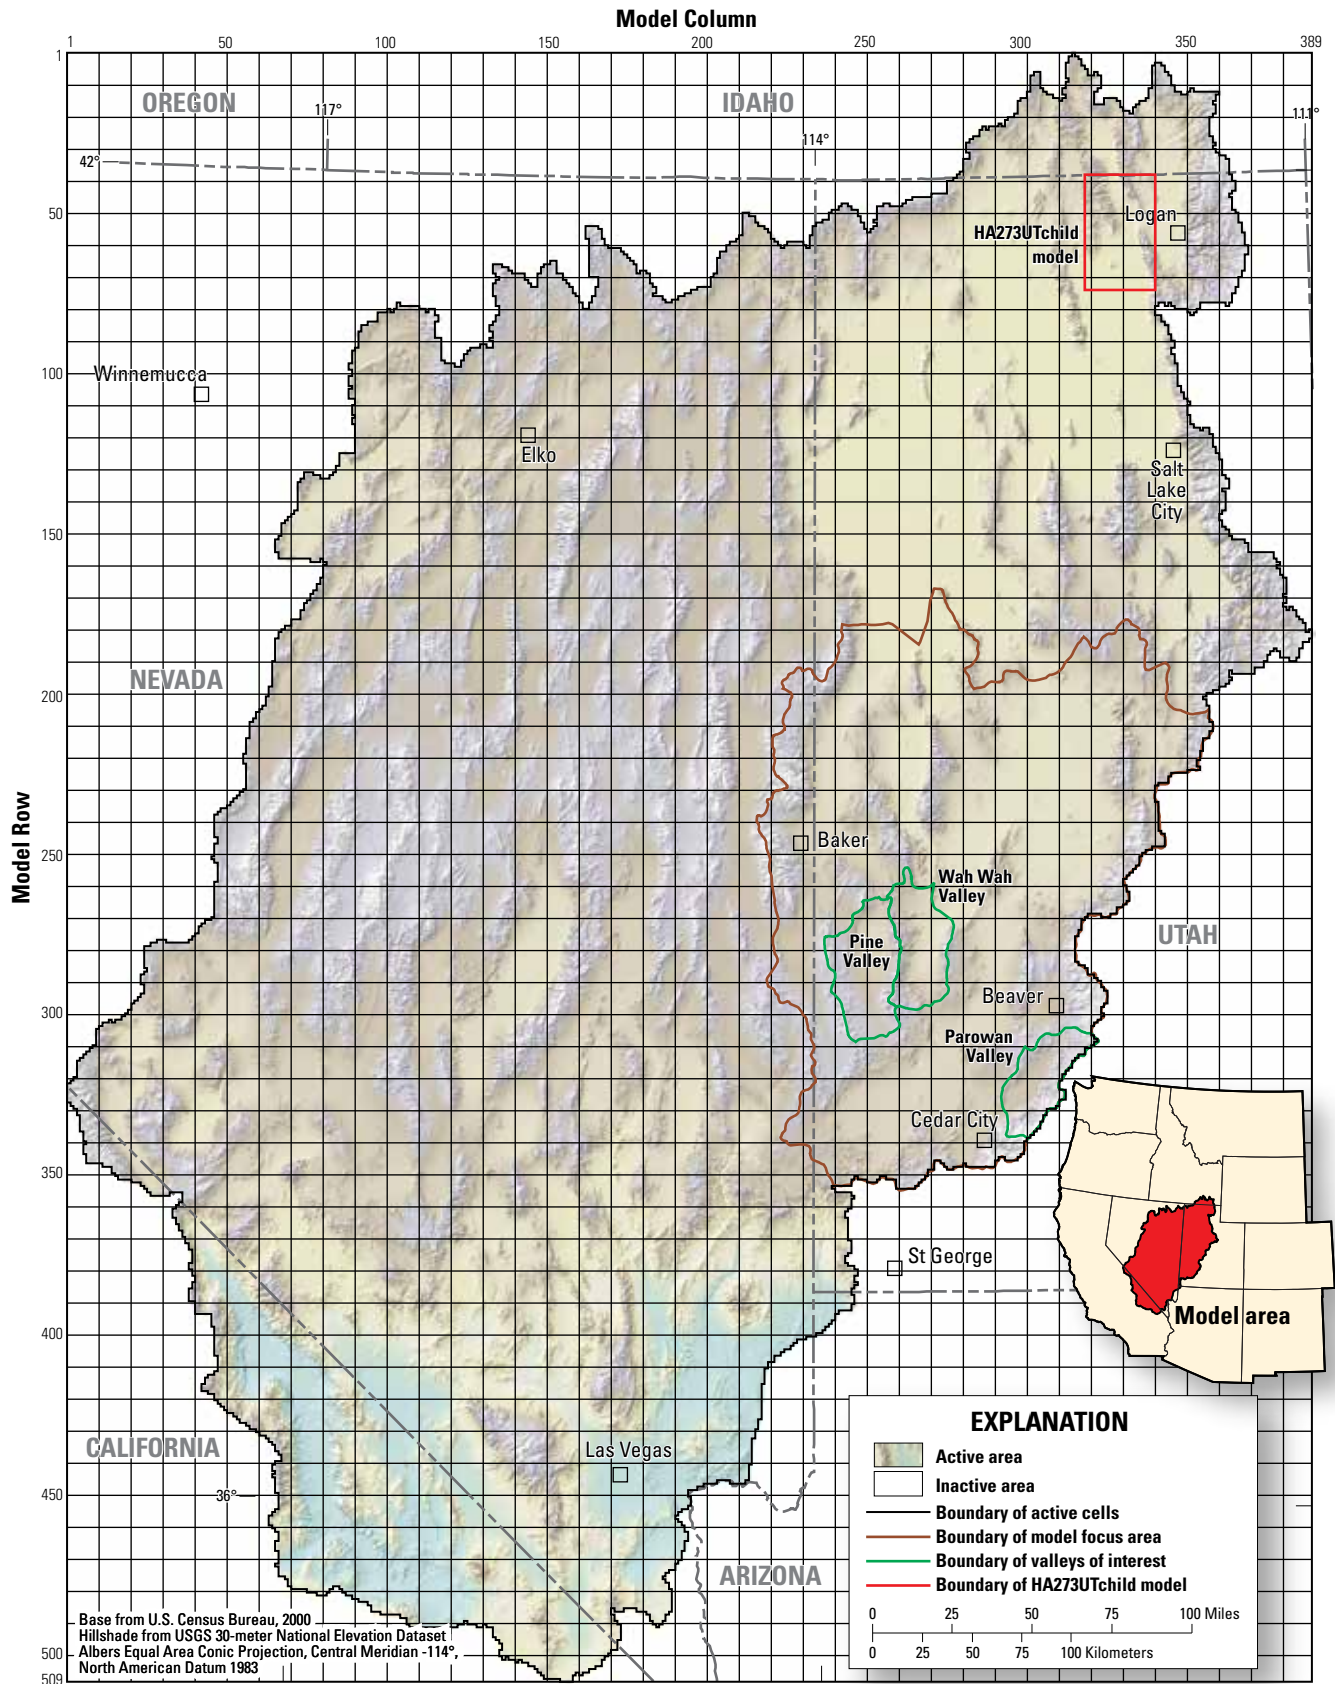 Model Column
1 50 100 150 200 250 300 350 389
1
OREGON
IDAHO
117°
114°
111°
42°
50
Logan
HA273UTchild
model
100
Winnemucca
Elko
Salt
Lake
City
150
NEVADA
200
Model Row
Baker
250
Wah Wah
Valley
Pine
Valley
UTAH
Beaver
300
Parowan
Valley
Cedar City
350
St George
400
Model area
CALIFORNIA
Las Vegas
36°
450
ARIZONA
EXPLANATION
Active area
Inactive area
Boundary of active cells
Boundary of model focus area
Boundary of valleys of interest
Boundary of HA273UTchild model
0 25 50 75 100 Miles
0 25 50 75 100 Kilometers
Base from U.S. Census Bureau, 2000
Hillshade from USGS 30-meter National Elevation Dataset
Albers Equal Area Conic Projection, Central Meridian -114°,
North American Datum 1983
500
509